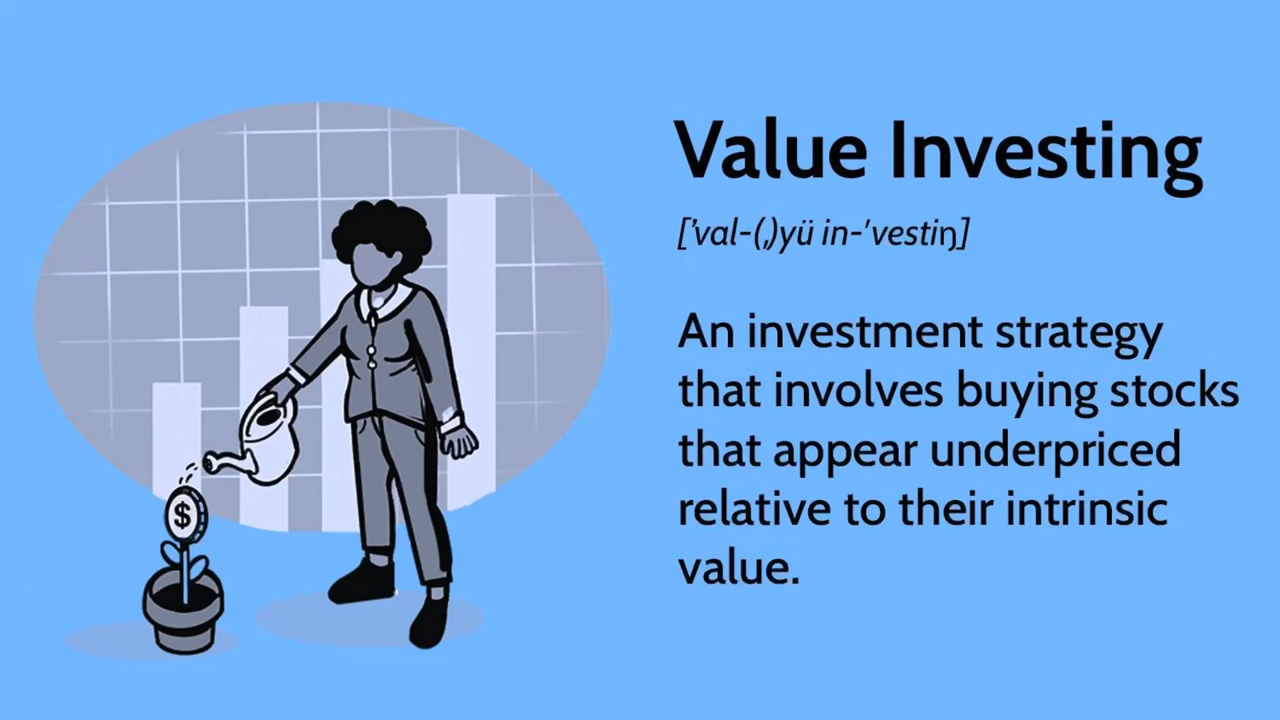 Value Investing
['val-(,)yü in-'vestiŋ]
An investment strategy
that involves buying stocks
that appear underpriced
relative to their intrinsic
value.
$